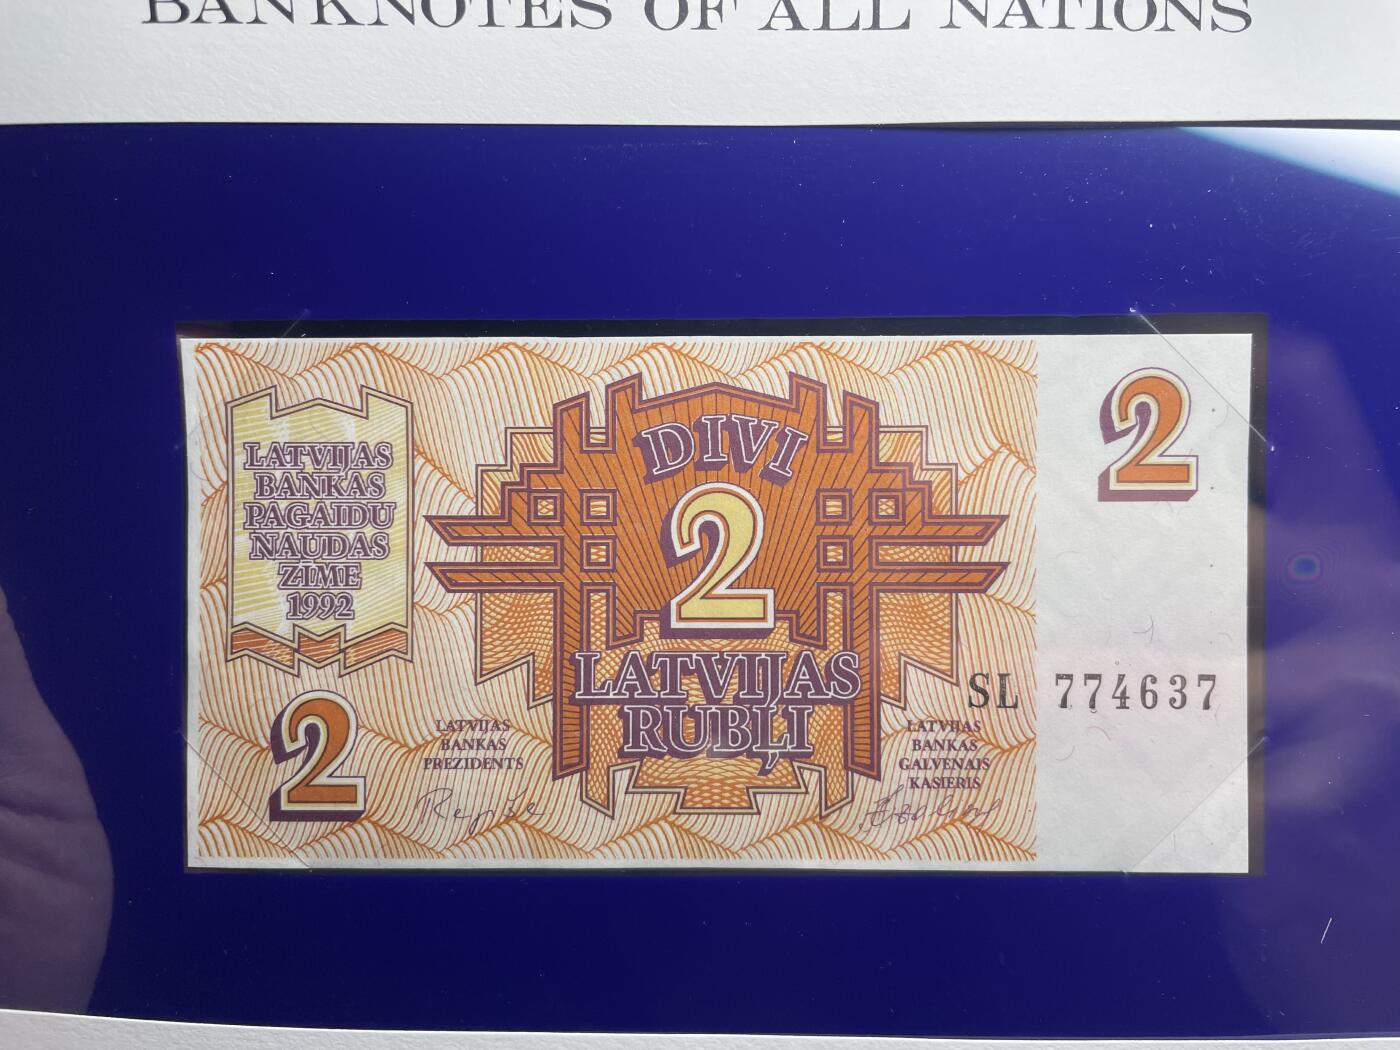 BANKNOTES OF ALL NATIONS
LATVIJAS
BANKAS
PAGAIDU
NAUDAS
ZĪME
1992
DIVI
2
2
LATVIJAS
RUBĻI
SL 774637
2
LATVIJAS
BANKAS
PREZIDENTS
LATVIJAS
BANKAS
GALVENAIS
KASIERIS